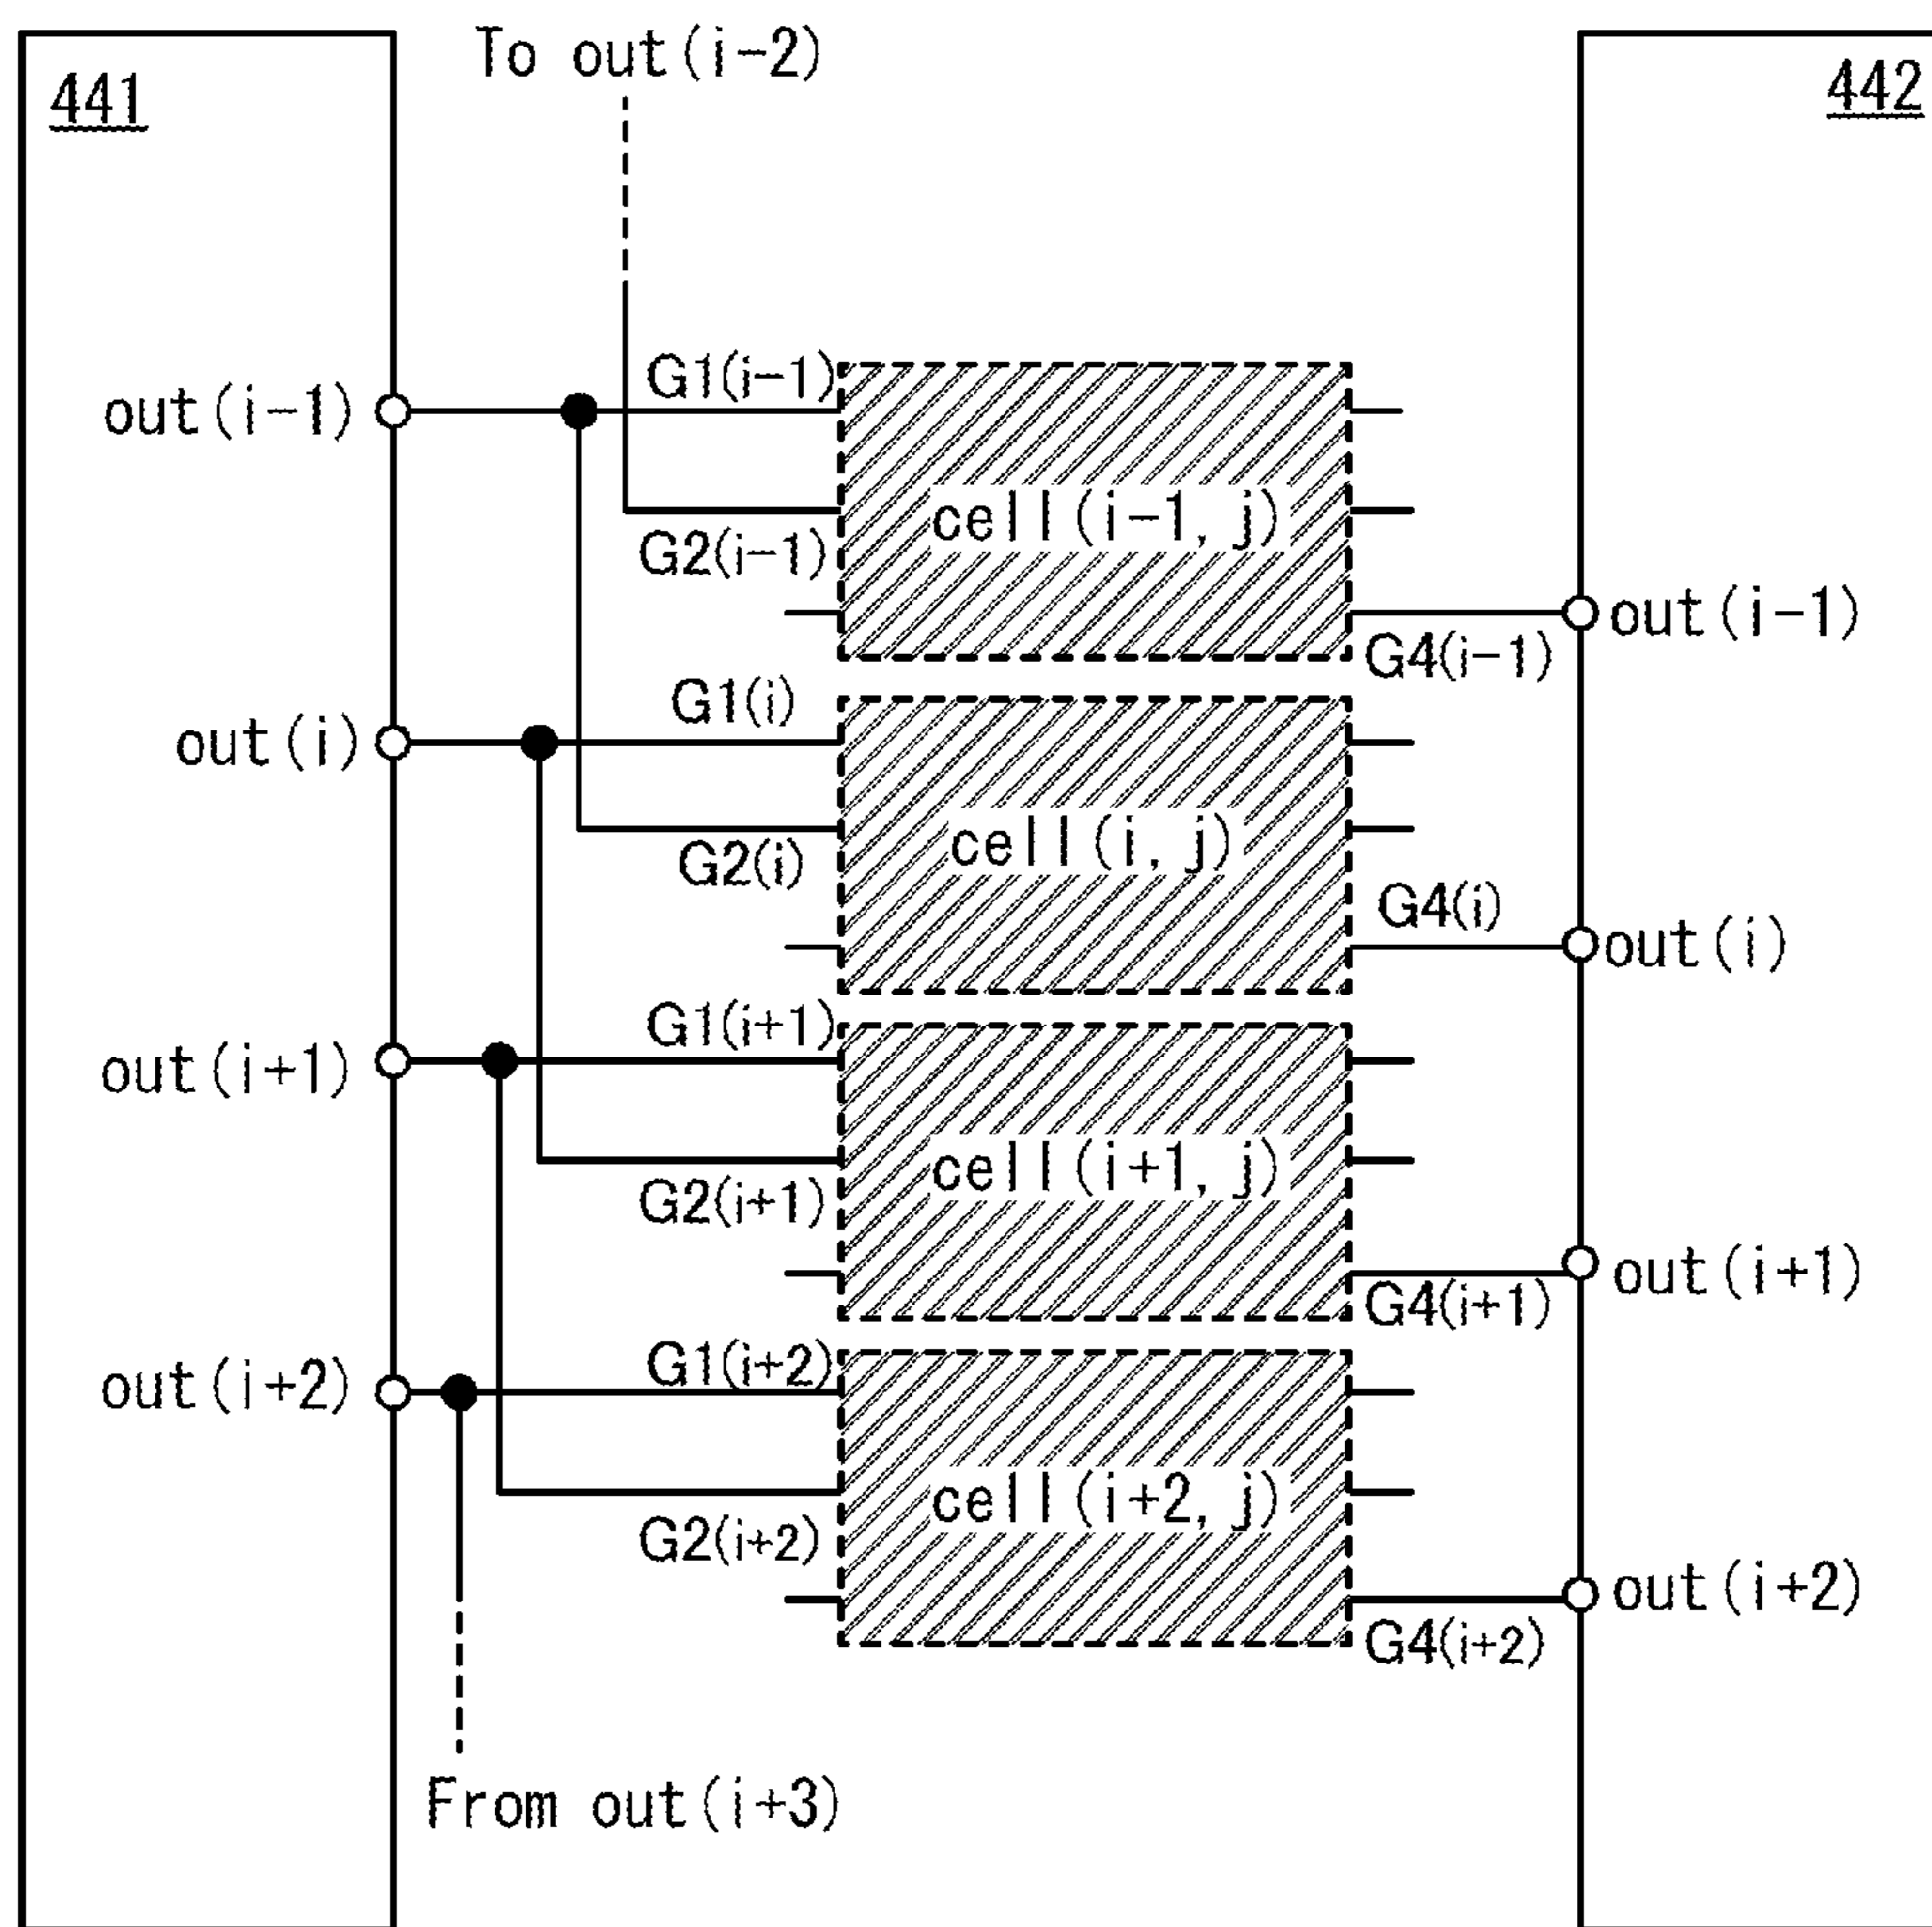 441
To out(i-2)
442
out(i-1)
G1(i-1)
cell(i-1, j)
G2(i-1)
out(i-1)
G4(i-1)
out(i)
G1(i)
cell(i, j)
G2(i)
G4(i)
out(i)
out(i+1)
G1(i+1)
cell(i+1, j)
G2(i+1)
out(i+1)
G4(i+1)
out(i+2)
G1(i+2)
cell(i+2, j)
G2(i+2)
out(i+2)
G4(i+2)
From out(i+3)